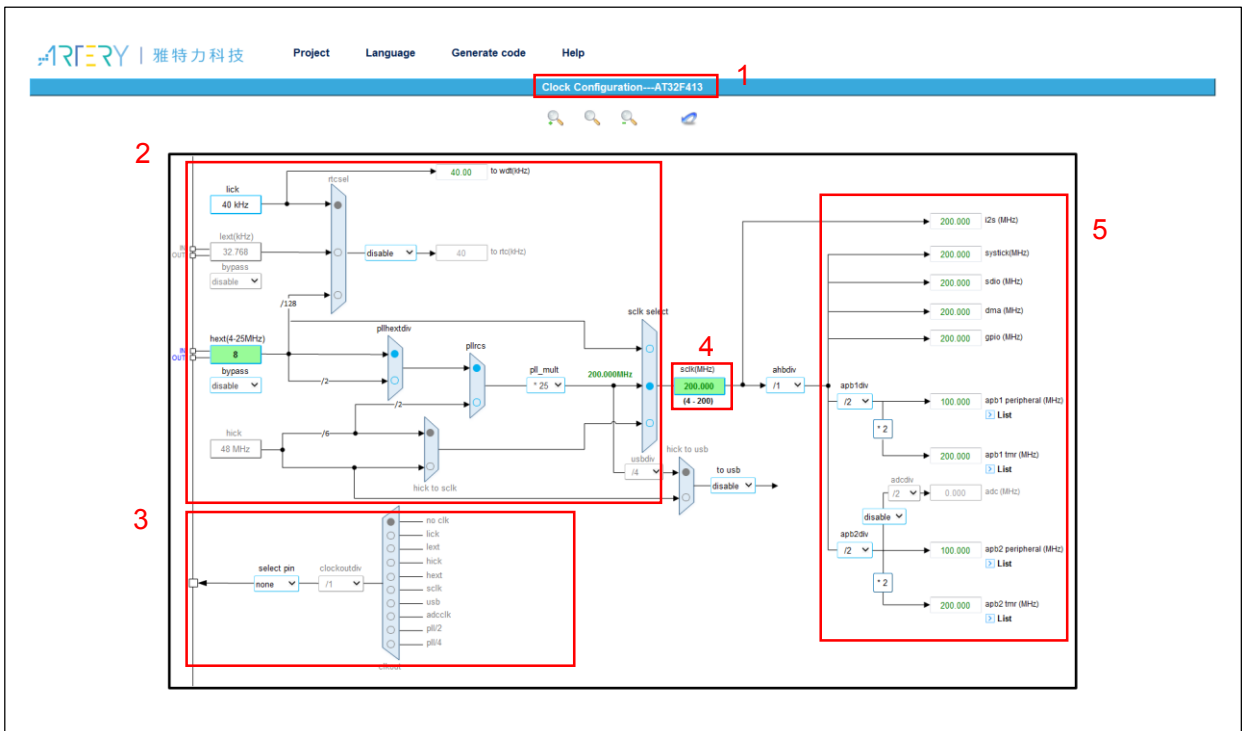 ARTERY | 雅特力科技 Project Language Generate code Help
1
Clock Configuration---AT32F413
2
lick
40 kHz
rtcsel
40.00 to wdt(kHz)
lext(kHz)
IN
OUT
32.768
bypass
disable
disable
40 to rtc(kHz)
/128
hext(4-25MHz)
IN
OUT
8
bypass
disable
pllhextdiv
/2
pllrcs
/2
pll_mult
* 25
200.000MHz
sclk select
hick
48 MHz
/6
hick to sclk
usbdiv
/4
hick to usb
to usb
disable
4
sclk(MHz)
200.000
(4 - 200)
ahbdiv
/1
5
200.000 i2s (MHz)
200.000 systick(MHz)
200.000 sdio (MHz)
200.000 dma (MHz)
200.000 gpio (MHz)
apb1div
/2
100.000 apb1 peripheral (MHz)
> List
* 2
200.000 apb1 tmr (MHz)
> List
adcdiv
/2
0.000 adc (MHz)
disable
apb2div
/2
100.000 apb2 peripheral (MHz)
> List
* 2
200.000 apb2 tmr (MHz)
> List
3
select pin
none
clockoutdiv
/1
no clk
lick
lext
hick
hext
sclk
usb
adcclk
pll/2
pll/4
clkout